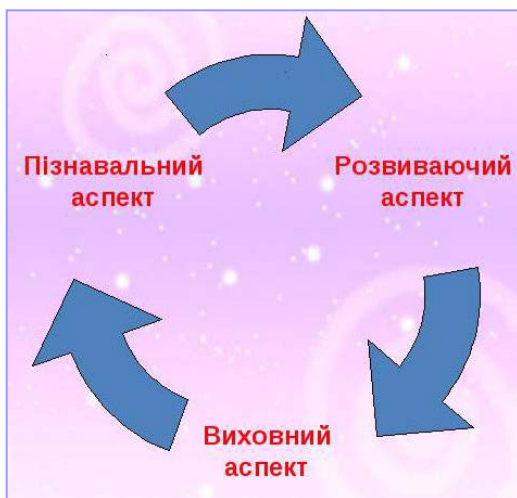 Пізнавальний
аспект
Розвиваючий
аспект
Виховний
аспект